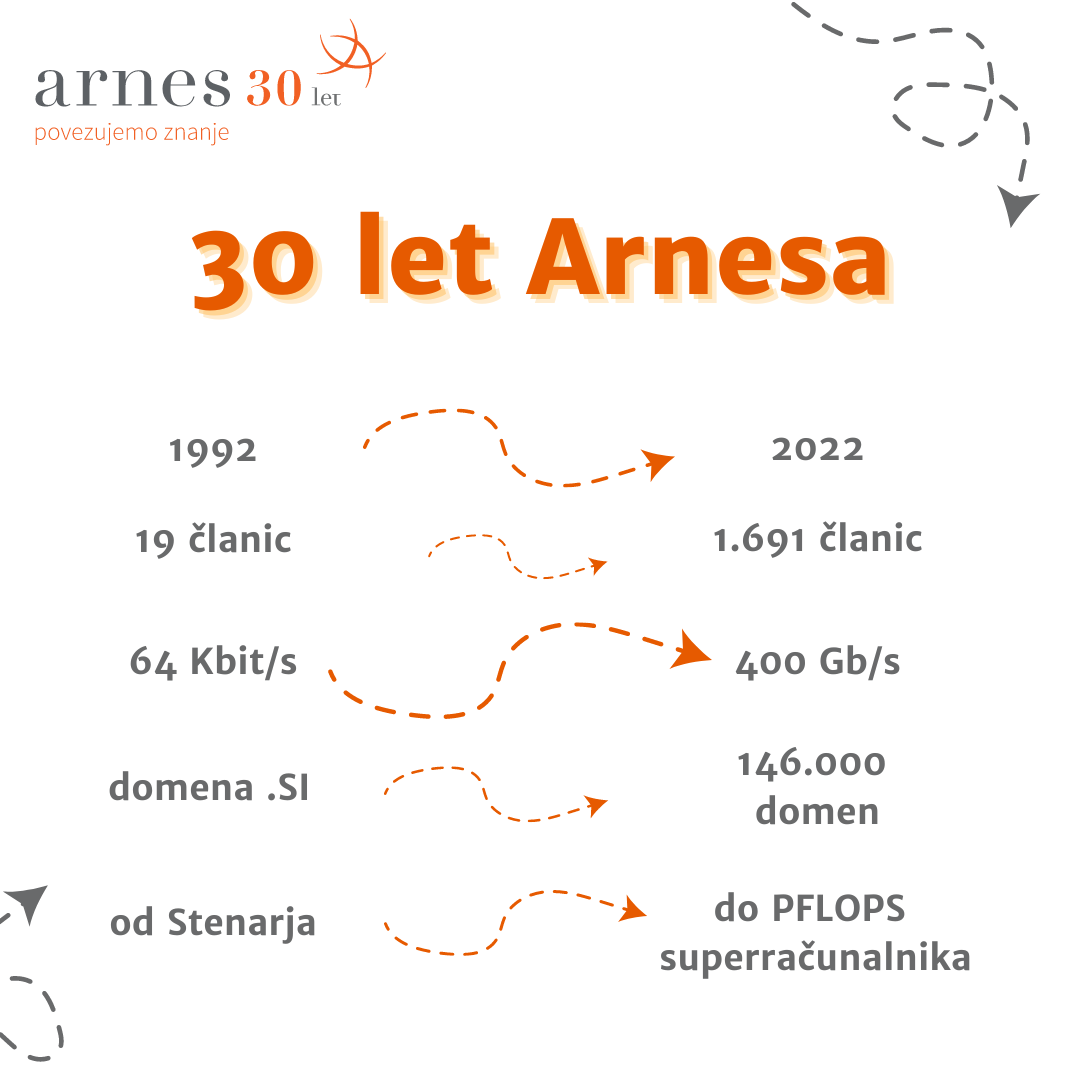 arnes 30 let
povezujemo znanje
30 let Arnesa
1992
2022
19 članic
1.691 članic
64 Kbit/s
400 Gb/s
domena .SI
146.000
domen
od Stenarja
do PFLOPS
superračunalnika